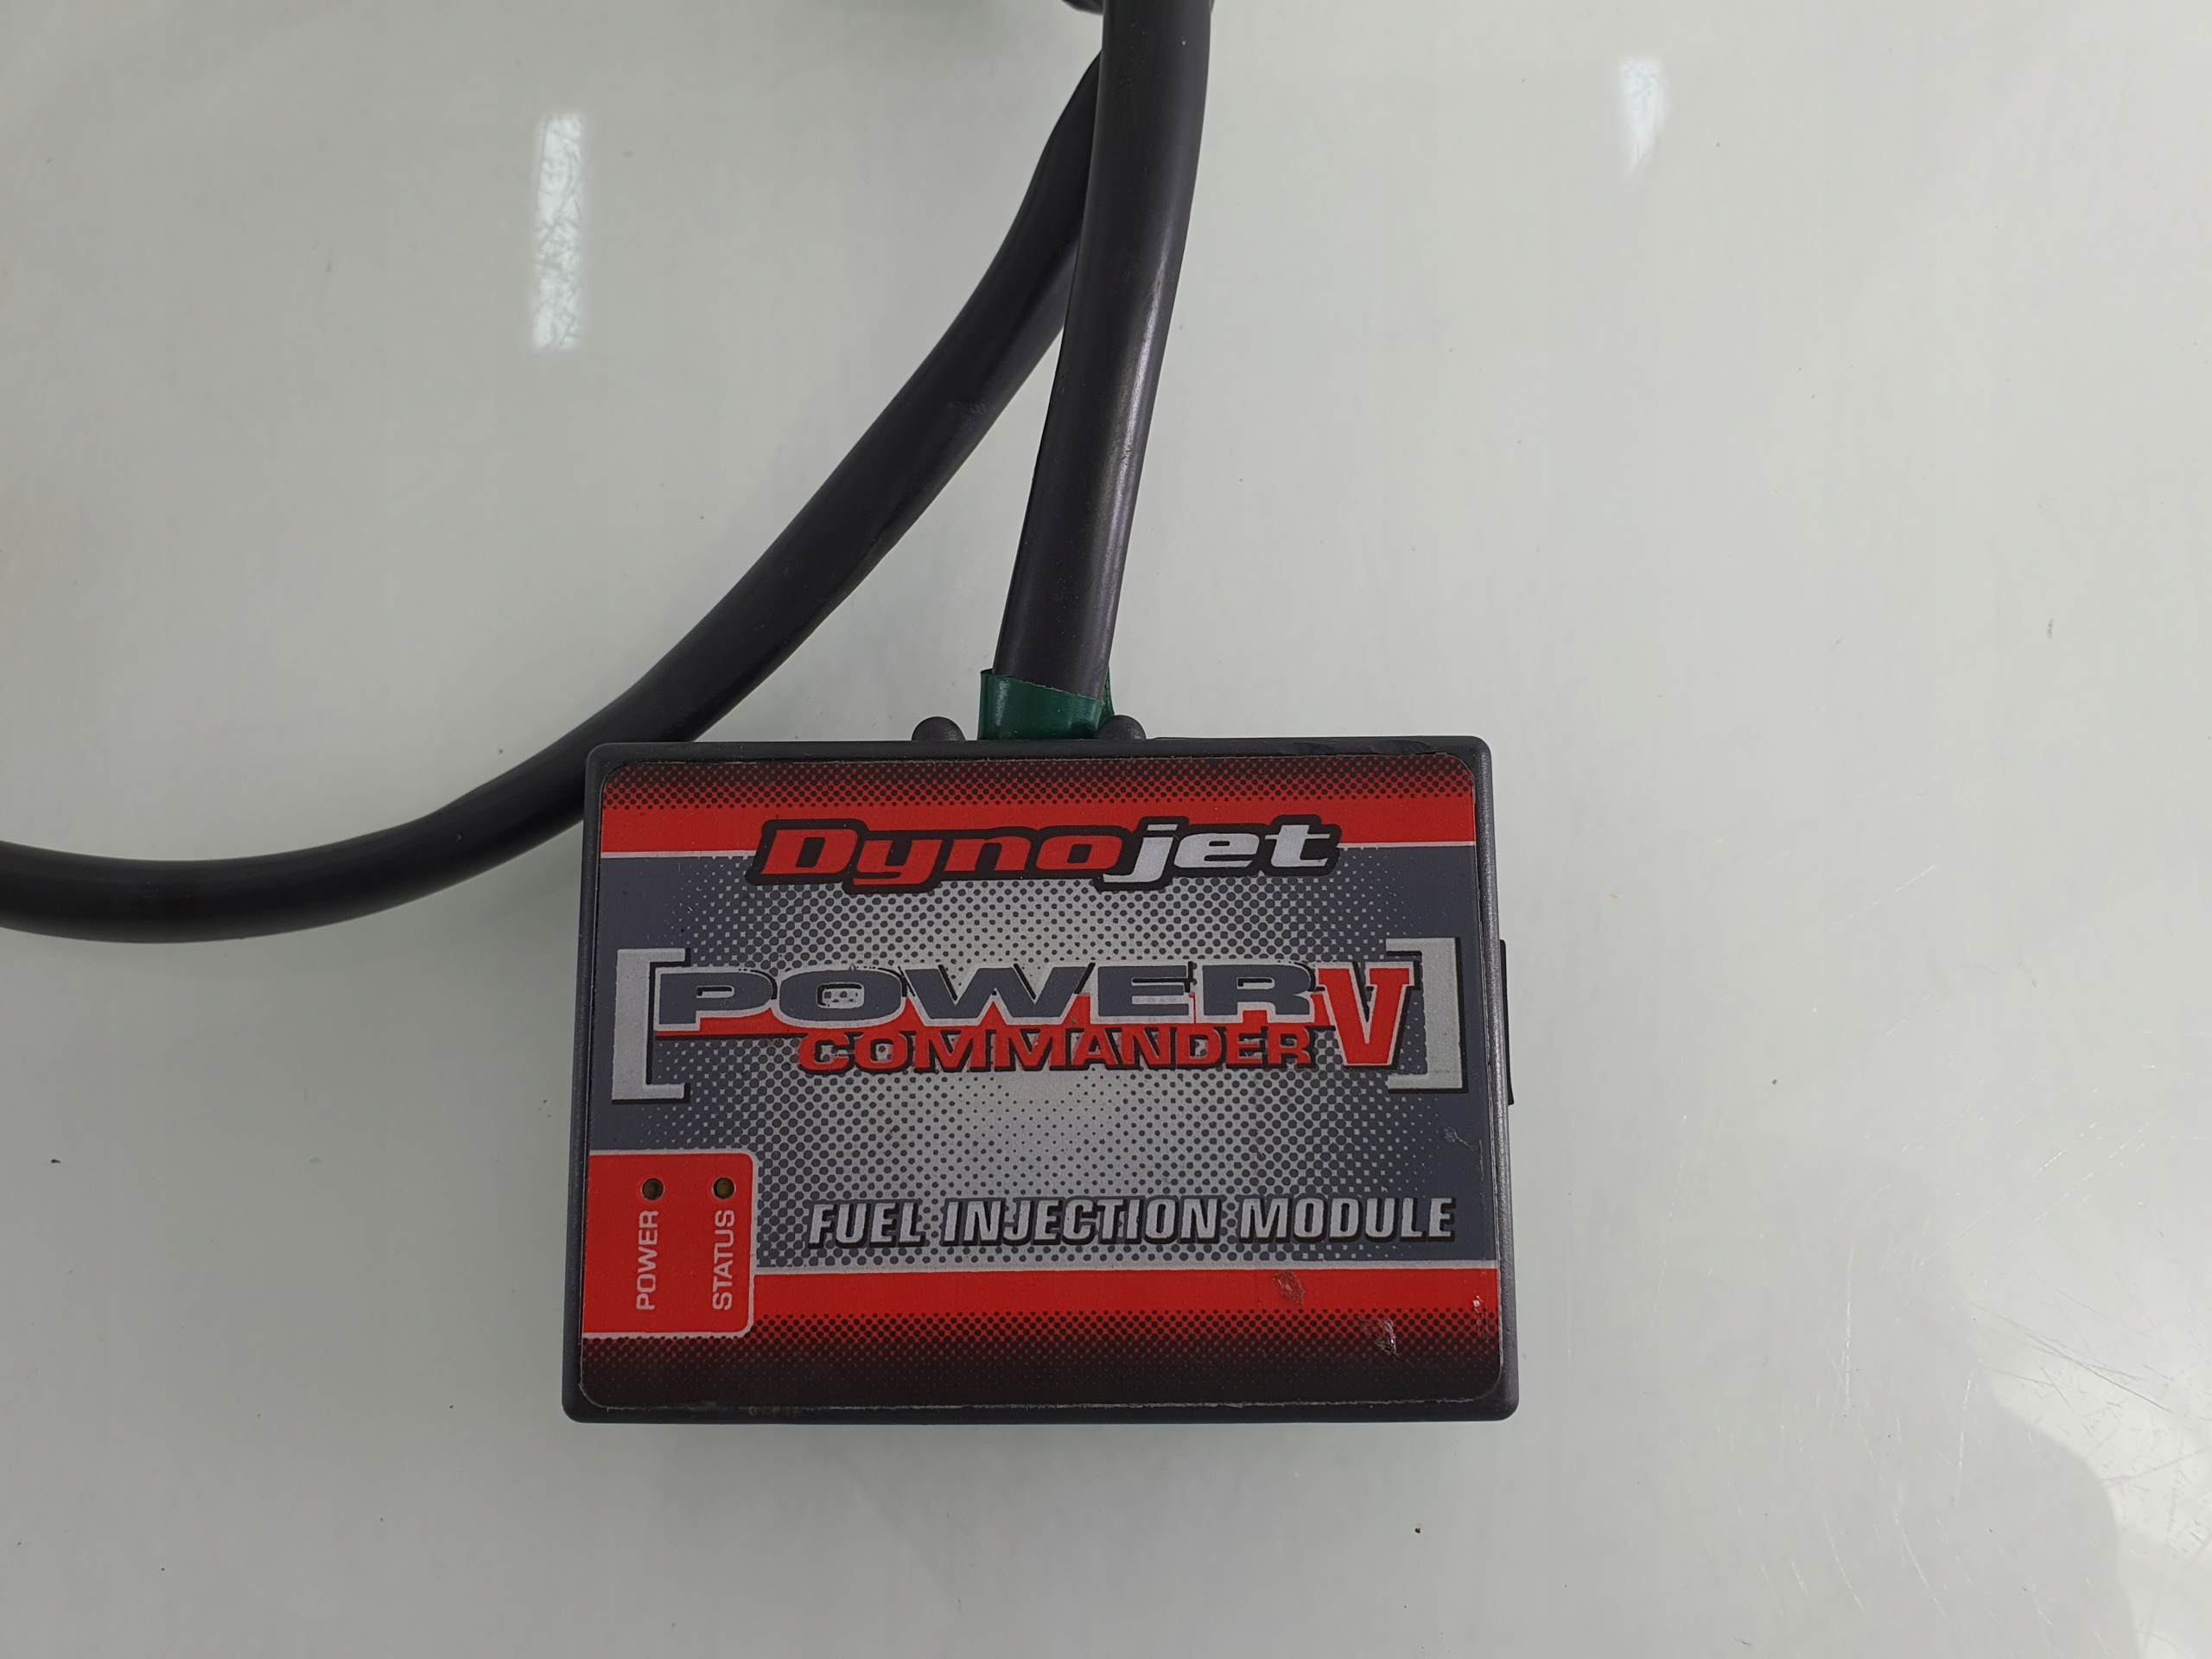 Dynojet
[POWER V]
COMMANDER
FUEL INJECTION MODULE
POWER
STATUS